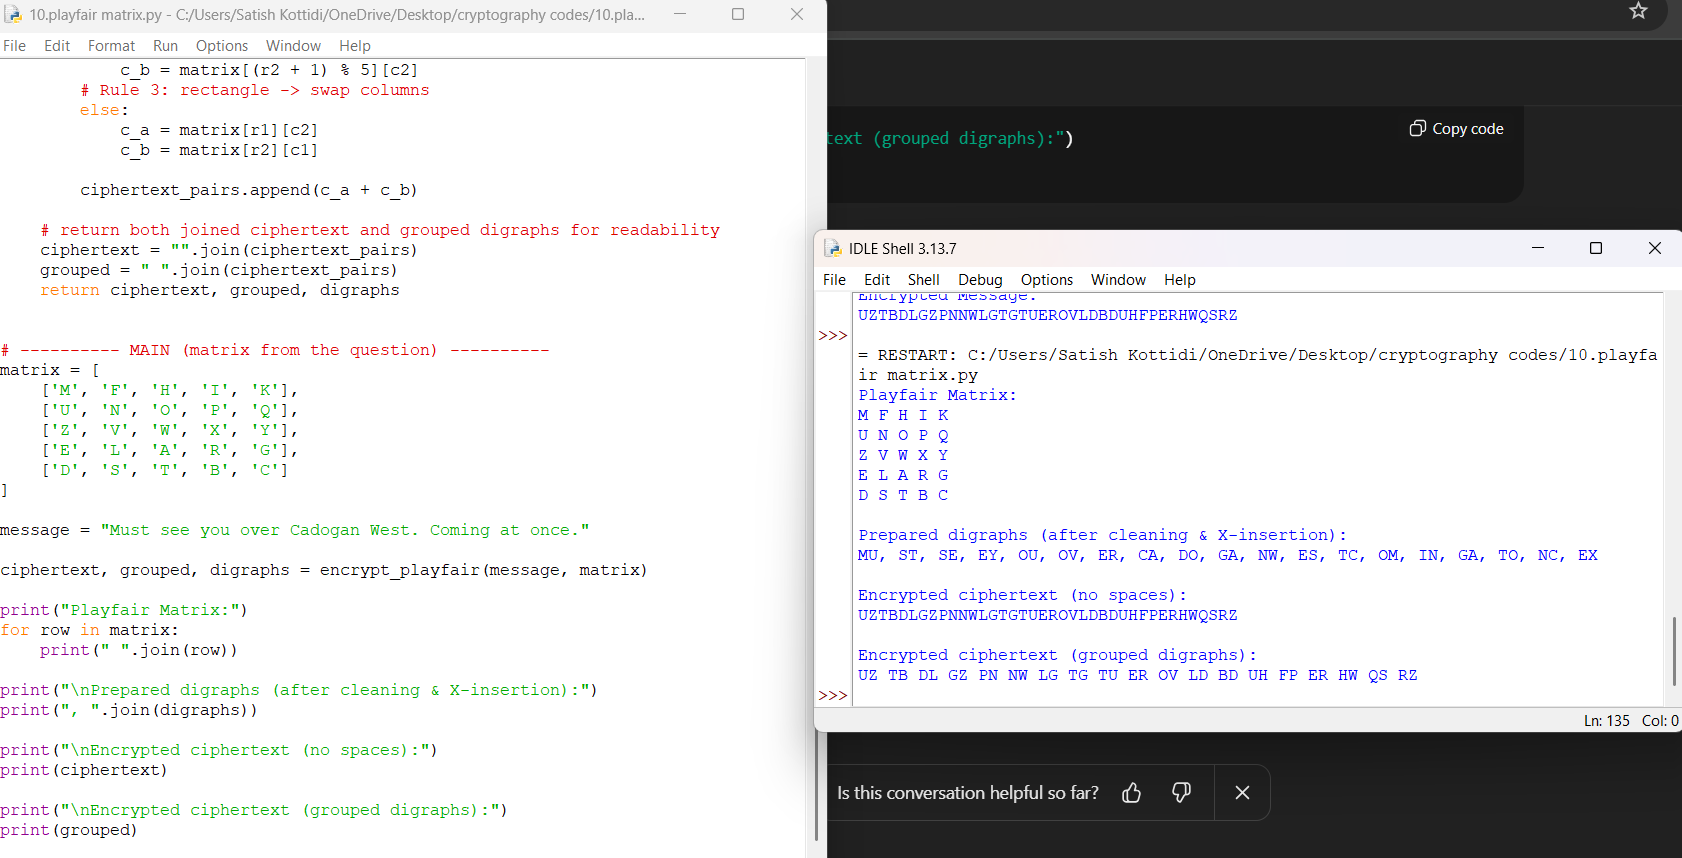 10.playfair matrix.py - C:/Users/Satish Kottidi/OneDrive/Desktop/cryptography codes/10.pla...
File Edit Format Run Options Window Help
c_b = matrix[(r2 + 1) % 5][c2]
# Rule 3: rectangle -> swap columns
else:
c_a = matrix[r1][c2]
c_b = matrix[r2][c1]
ciphertext_pairs.append(c_a + c_b)
# return both joined ciphertext and grouped digraphs for readability
ciphertext = "".join(ciphertext_pairs)
grouped = " ".join(ciphertext_pairs)
return ciphertext, grouped, digraphs
# ---------- MAIN (matrix from the question) ----------
matrix = [
['M', 'F', 'H', 'I', 'K'],
['U', 'N', 'O', 'P', 'Q'],
['Z', 'V', 'W', 'X', 'Y'],
['E', 'L', 'A', 'R', 'G'],
['D', 'S', 'T', 'B', 'C']
]
message = "Must see you over Cadogan West. Coming at once."
ciphertext, grouped, digraphs = encrypt_playfair(message, matrix)
print("Playfair Matrix:")
for row in matrix:
print(" ".join(row))
print("\nPrepared digraphs (after cleaning & X-insertion):")
print(", ".join(digraphs))
print("\nEncrypted ciphertext (no spaces):")
print(ciphertext)
print("\nEncrypted ciphertext (grouped digraphs):")
print(grouped)
text (grouped digraphs):")
Copy code
IDLE Shell 3.13.7
File Edit Shell Debug Options Window Help
Encrypted Message:
UZTBDLGZPNNWLGTGTUEROVLDBDUHFPERHWQSRZ
>>>
= RESTART: C:/Users/Satish Kottidi/OneDrive/Desktop/cryptography codes/10.playfa
ir matrix.py
Playfair Matrix:
M F H I K
U N O P Q
Z V W X Y
E L A R G
D S T B C
Prepared digraphs (after cleaning & X-insertion):
MU, ST, SE, EY, OU, OV, ER, CA, DO, GA, NW, ES, TC, OM, IN, GA, TO, NC, EX
Encrypted ciphertext (no spaces):
UZTBDLGZPNNWLGTGTUEROVLDBDUHFPERHWQSRZ
Encrypted ciphertext (grouped digraphs):
UZ TB DL GZ PN NW LG TG TU ER OV LD BD UH FP ER HW QS RZ
>>>
Ln: 135 Col: 0
Is this conversation helpful so far?